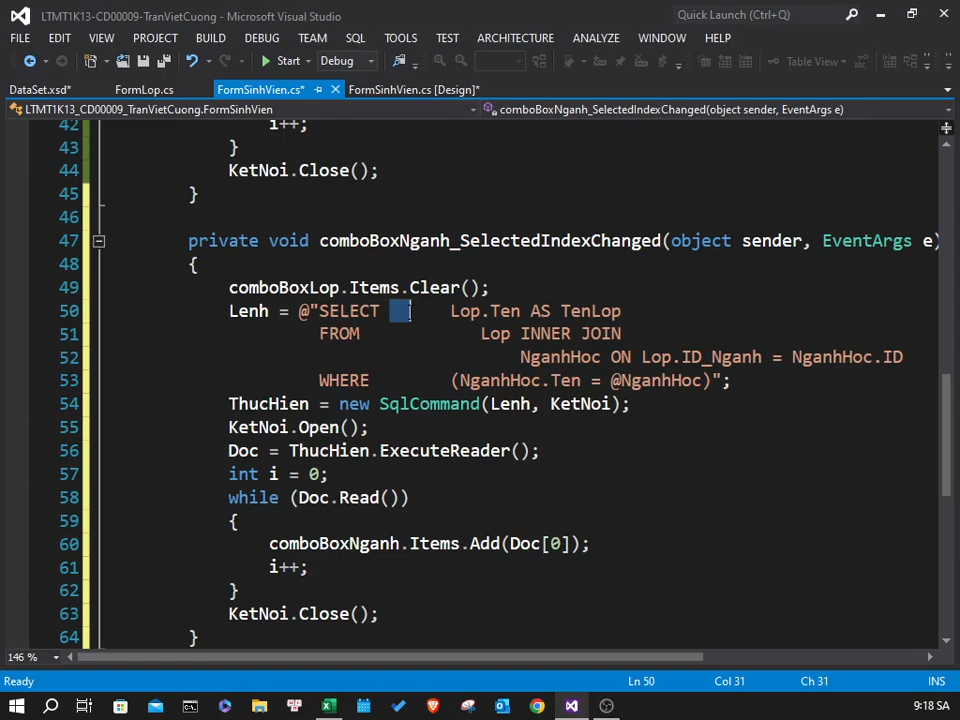 LTMT1K13-CD00009-TranVietCuong - Microsoft Visual Studio
Quick Launch (Ctrl+Q)
FILE EDIT VIEW PROJECT BUILD DEBUG TEAM SQL TOOLS TEST ARCHITECTURE ANALYZE WINDOW HELP
Start Debug Table View
DataSet.xsd* FormLop.cs FormSinhVien.cs* FormSinhVien.cs [Design]*
LTMT1K13_CD00009_TranVietCuong.FormSinhVien comboBoxNganh_SelectedIndexChanged(object sender, EventArgs e)
42 i++;
43 }
44 KetNoi.Close();
45 }
46
47 private void comboBoxNganh_SelectedIndexChanged(object sender, EventArgs e)
48 {
49 comboBoxLop.Items.Clear();
50 Lenh = @"SELECT Lop.Ten AS TenLop
51 FROM Lop INNER JOIN
52 NganhHoc ON Lop.ID_Nganh = NganhHoc.ID
53 WHERE (NganhHoc.Ten = @NganhHoc)";
54 ThucHien = new SqlCommand(Lenh, KetNoi);
55 KetNoi.Open();
56 Doc = ThucHien.ExecuteReader();
57 int i = 0;
58 while (Doc.Read())
59 {
60 comboBoxNganh.Items.Add(Doc[0]);
61 i++;
62 }
63 KetNoi.Close();
64 }
146 %
Ready Ln 50 Col 31 Ch 31 INS
9:18 SA